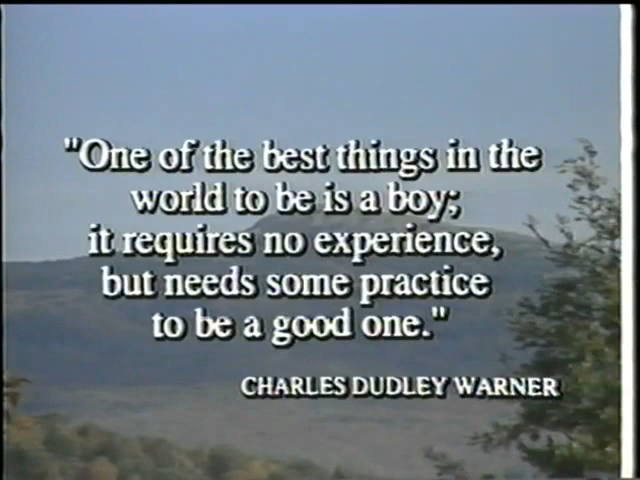 "One of the best things in the
world to be is a boy;
it requires no experience,
but needs some practice
to be a good one."
CHARLES DUDLEY WARNER